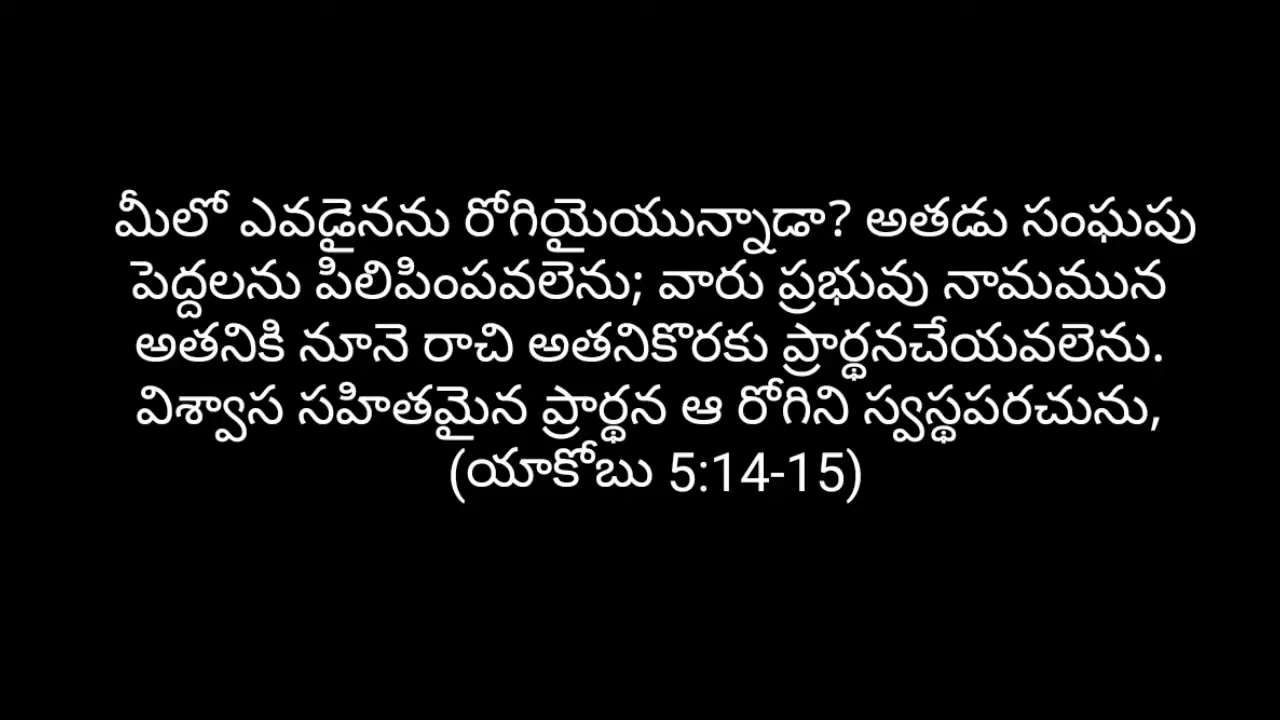 మీలో ఎవడైనను రోగియైయున్నాడా? అతడు సంఘపు
పెద్దలను పిలిపింపవలెను; వారు ప్రభువు నామమున
అతనికి నూనె రాచి అతనికొరకు ప్రార్థనచేయవలెను.
విశ్వాస సహితమైన ప్రార్థన ఆ రోగిని స్వస్థపరచును,
(యాకోబు 5:14-15)